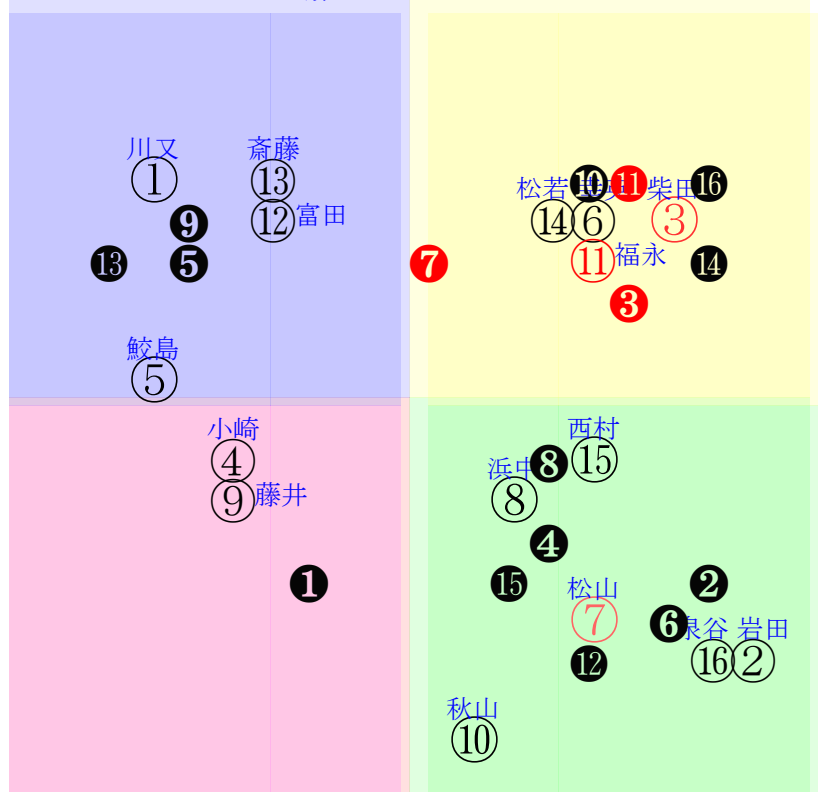 川又 斎藤 ❿ ⓫ ⓰
① ⑬ 松若 柴田
❾ ⑫ 富田 ⑭ ⑥ ③
⓭ ❺ ❼ ⑪ 福永 ⓮
❸
鮫島
⑤
小崎 西村
④ 浜中 ❽ ⑮
⑨ 藤井 ⑧
❹
❶ ⓯ 松山 ❷
⑦ ❻ 泉谷 岩田
⓬ ⑯ ②
秋山
⑩